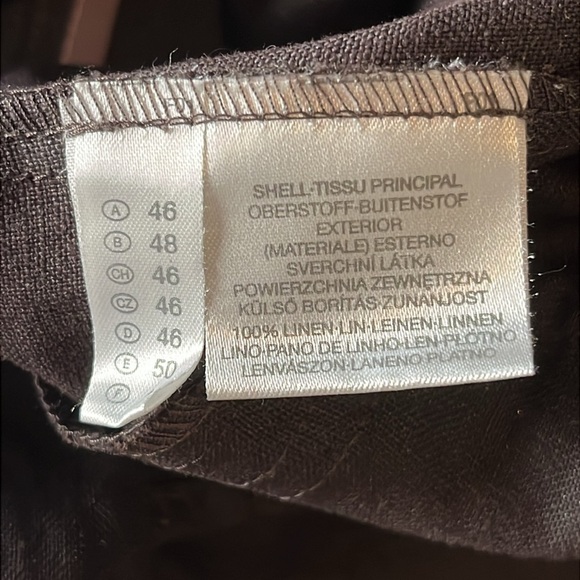 A 46
B 48
CH 46
CZ 46
D 46
E 50
F
SHELL-TISSU PRINCIPAL
OBERSTOFF-BUITENSTOF
EXTERIOR
(MATERIALE) ESTERNO
SVERCHNÍ LÁTKA
POWIERZCHNIA ZEWNĘTRZNA
KÜLSŐ BORÍTÁS-ZUNANJOST
100% LINEN-LIN-LEINEN-LINNEN
LINO-PANO DE LINHO-LEN-PLÓTNO
LENVÁSZON-LANENO PLATNO